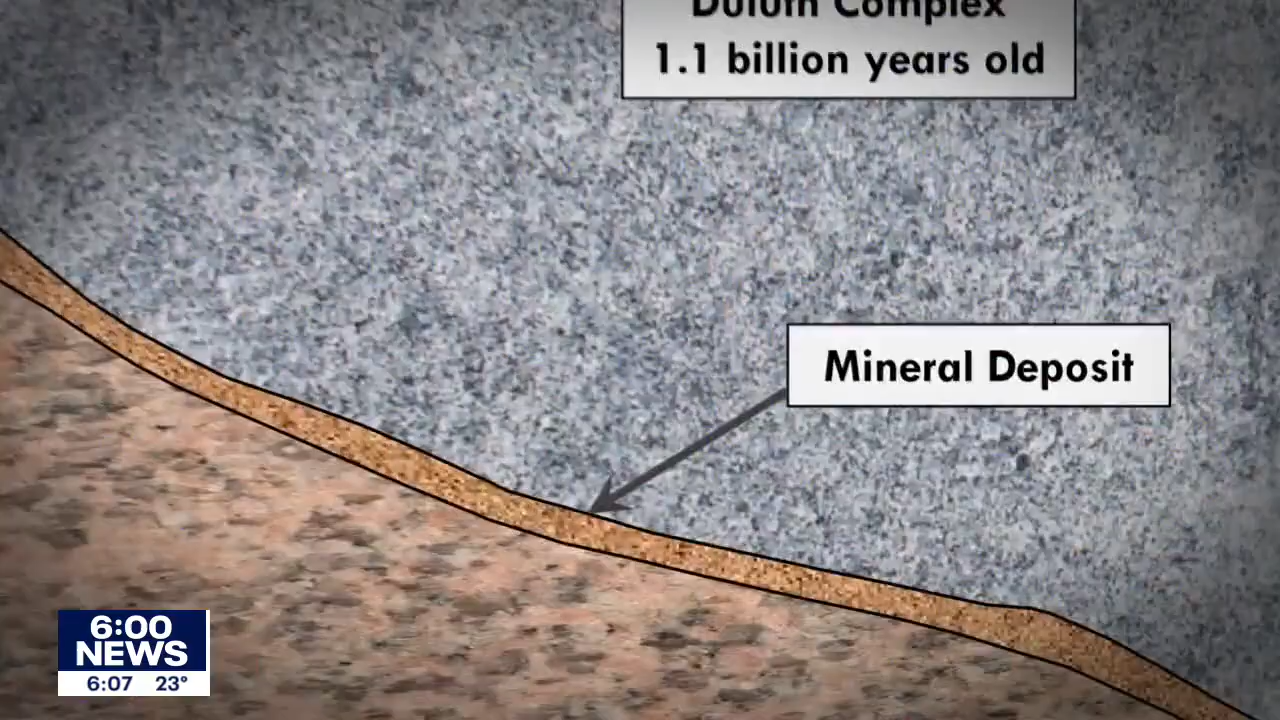 Duluth Complex
1.1 billion years old
Mineral Deposit
6:00
NEWS
6:07 23°